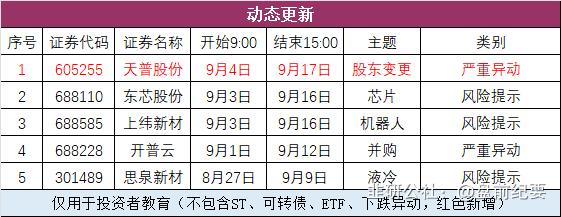 动态更新
序号 证券代码 证券名称 开始9:00 结束15:00 主题 类别
1 605255 天普股份 9月4日 9月17日 股东变更 严重异动
2 688110 东芯股份 9月3日 9月16日 芯片 风险提示
3 688585 上纬新材 9月3日 9月16日 机器人 风险提示
4 688228 开普云 9月1日 9月12日 并购 严重异动
5 301489 思泉新材 8月27日 9月9日 液冷 风险提示
仅用于投资者教育（不包含ST、可转债、ETF、下跌异动，红色新增）
韭研公社：@盘前纪要